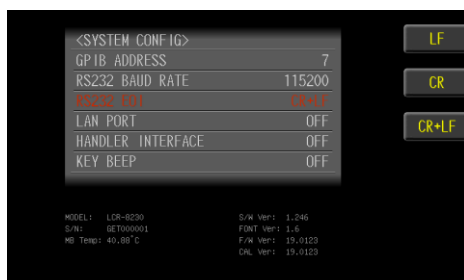 <SYSTEM CONFIG>
GPIB ADDRESS 7
RS232 BAUD RATE 115200
RS232 EOI CR+LF
LAN PORT OFF
HANDLER INTERFACE OFF
KEY BEEP OFF
LF
CR
CR+LF
MODEL: LCR-8230
S/N: GET000001
MB Temp: 40.88°C
S/W Ver: 1.246
FONT Ver: 1.6
F/W Ver: 19.0123
CAL Ver: 19.0123